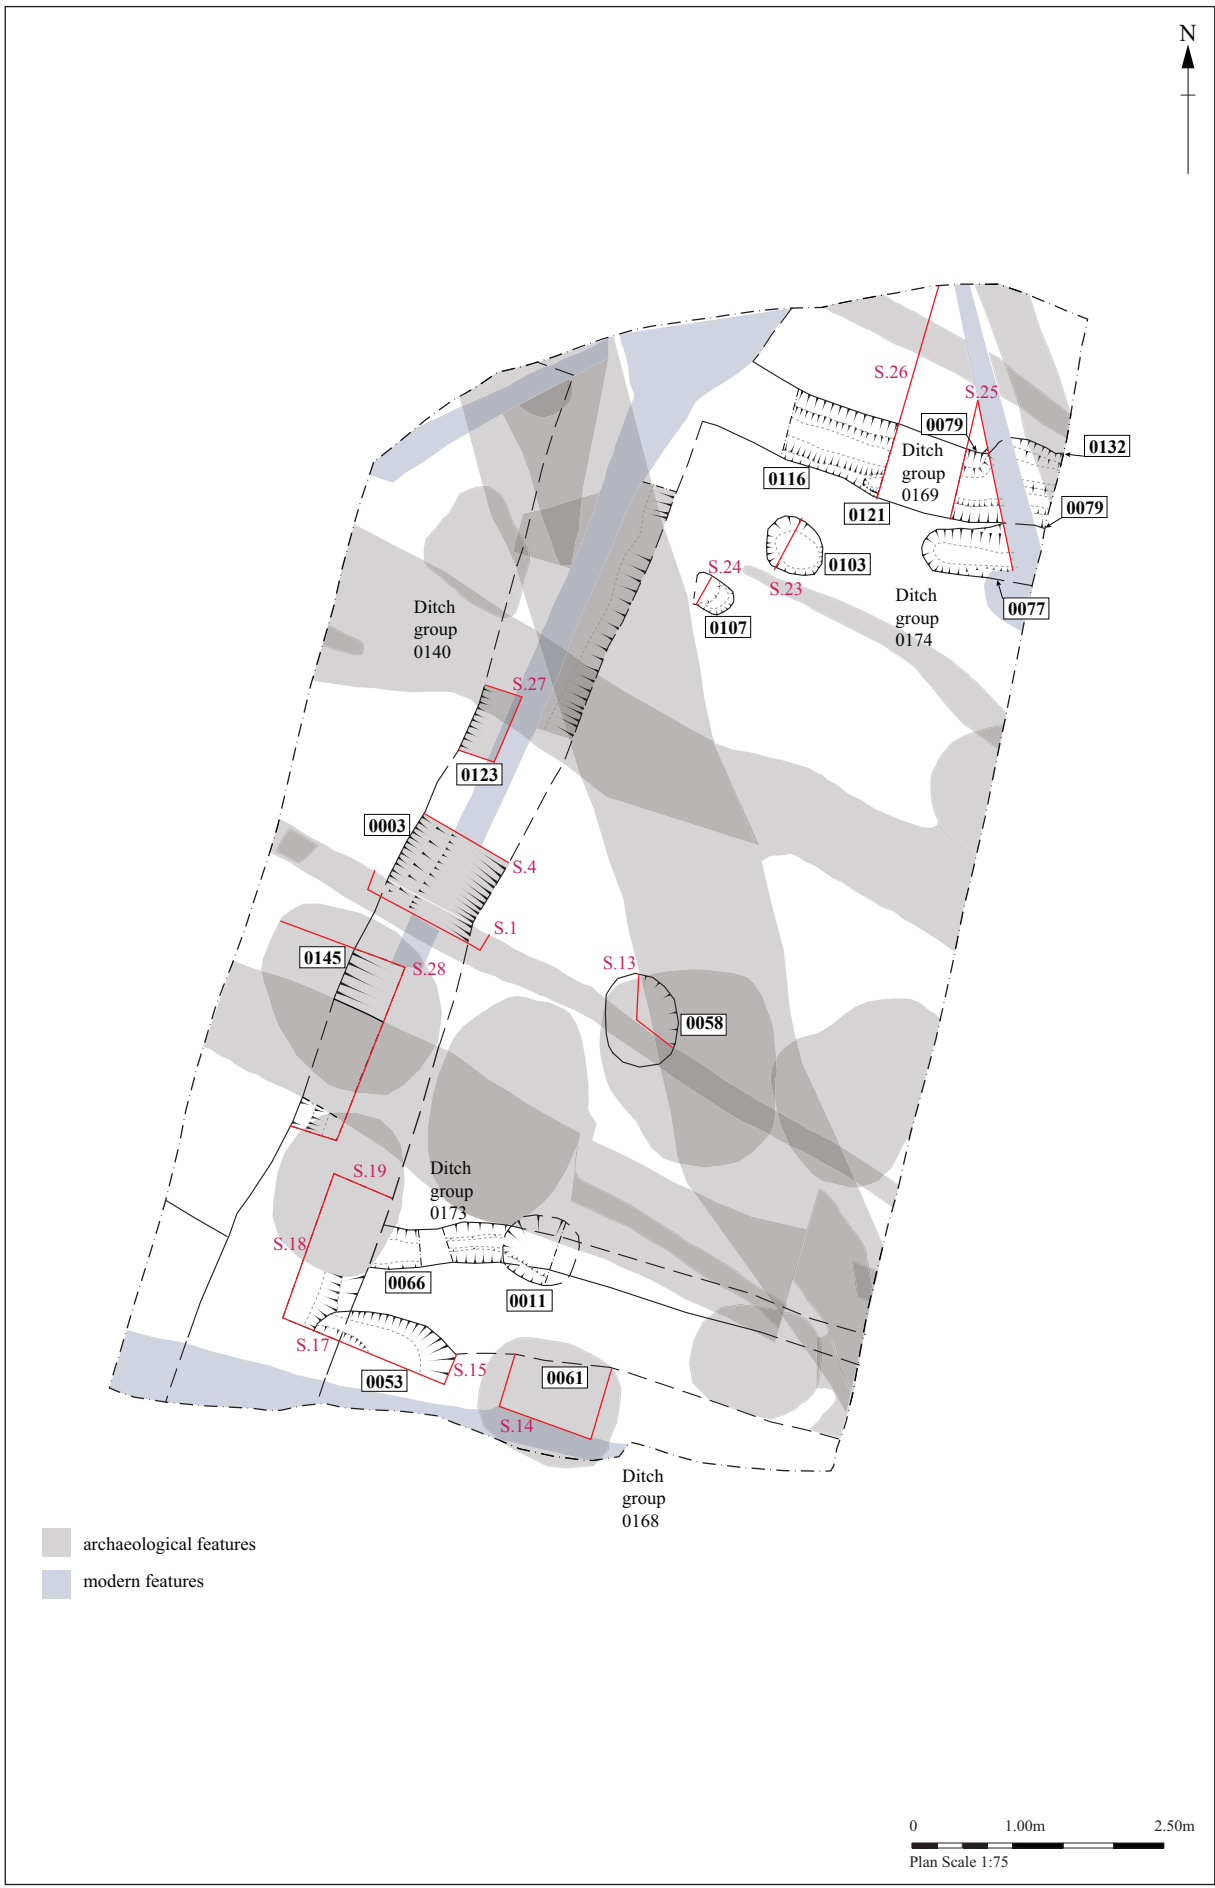 N
S.26
S.25
0079
0132
Ditch
group
0169
0116
0121
0079
0103
S.24
S.23
0077
0107
Ditch
group
0174
Ditch
group
0140
S.27
0123
0003
S.4
S.1
0145
S.28
S.13
0058
S.19
Ditch
group
0173
S.18
0066
0011
S.17
S.15
0053
0061
S.14
Ditch
group
0168
archaeological features
modern features
0 1.00m 2.50m
Plan Scale 1:75